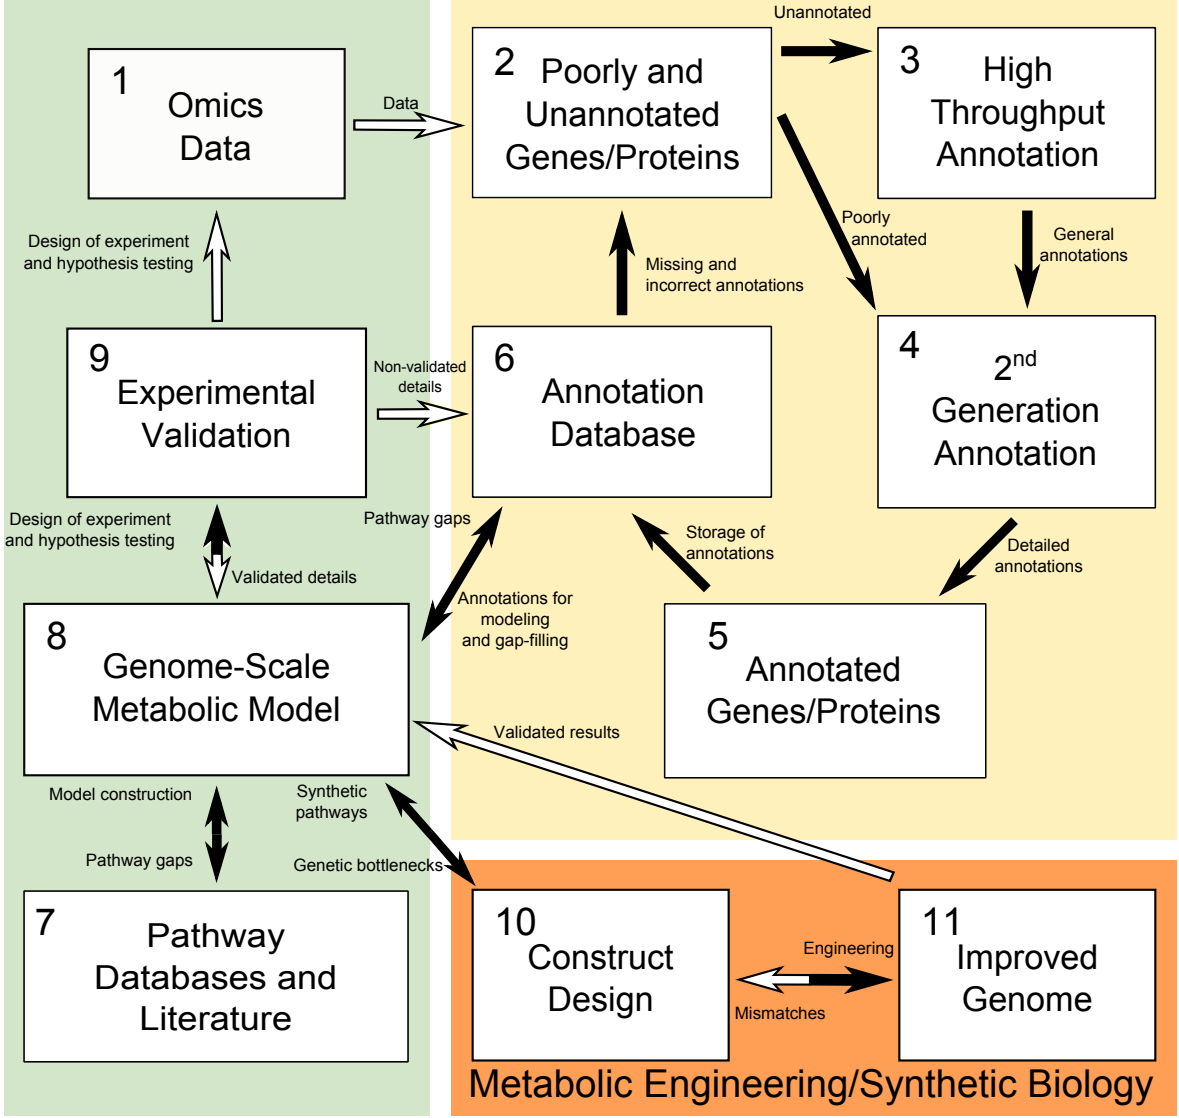 1
Omics
Data
Data
2
Poorly and
Unannotated
Genes/Proteins
Unannotated
3
High
Throughput
Annotation
Design of experiment
and hypothesis testing
Missing and
incorrect annotations
Poorly
annotated
General
annotations
9
Experimental
Validation
Non-validated
details
6
Annotation
Database
4
2nd
Generation
Annotation
Design of experiment
and hypothesis testing
Validated details
Pathway gaps
Annotations for
modeling
and gap-filling
Storage of
annotations
Detailed
annotations
8
Genome-Scale
Metabolic Model
5
Annotated
Genes/Proteins
Validated results
Model construction
Pathway gaps
Synthetic
pathways
Genetic bottlenecks
7
Pathway
Databases and
Literature
10
Construct
Design
Engineering
Mismatches
11
Improved
Genome
Metabolic Engineering/Synthetic Biology